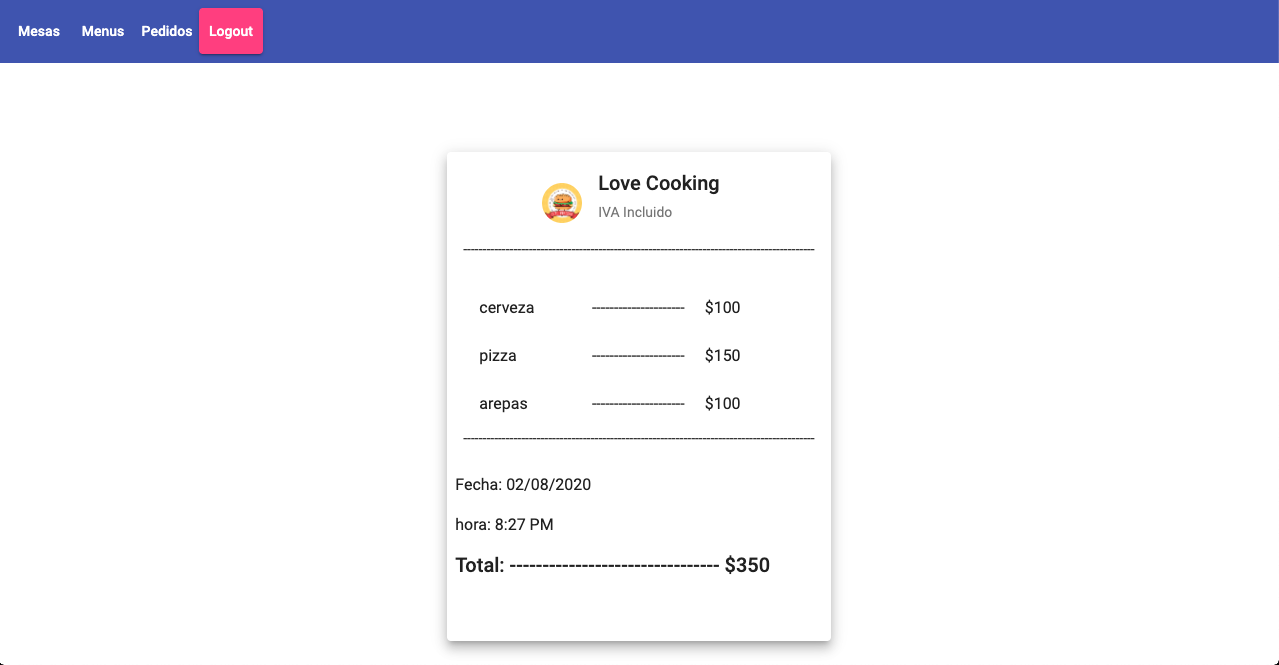 Mesas Menus Pedidos Logout
Love Cooking
IVA Incluido
--------------------------------------------------------------------------------------------
cerveza --------------------- $100
pizza --------------------- $150
arepas --------------------- $100
--------------------------------------------------------------------------------------------
Fecha: 02/08/2020
hora: 8:27 PM
Total: -------------------------------- $350